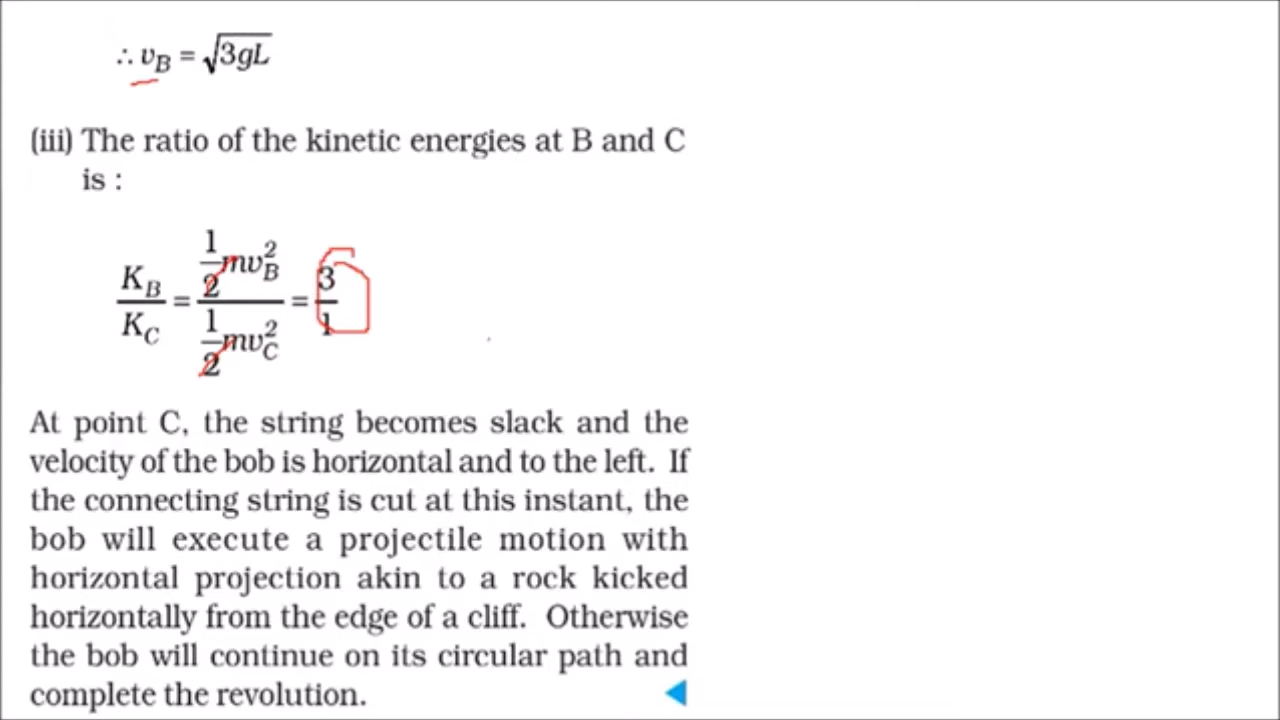 ∴ v_B = √3gL
(iii) The ratio of the kinetic energies at B and C
is :
K_B/K_C = (1/2 mv_B^2)/(1/2 mv_C^2) = 3/1
At point C, the string becomes slack and the
velocity of the bob is horizontal and to the left. If
the connecting string is cut at this instant, the
bob will execute a projectile motion with
horizontal projection akin to a rock kicked
horizontally from the edge of a cliff. Otherwise
the bob will continue on its circular path and
complete the revolution.